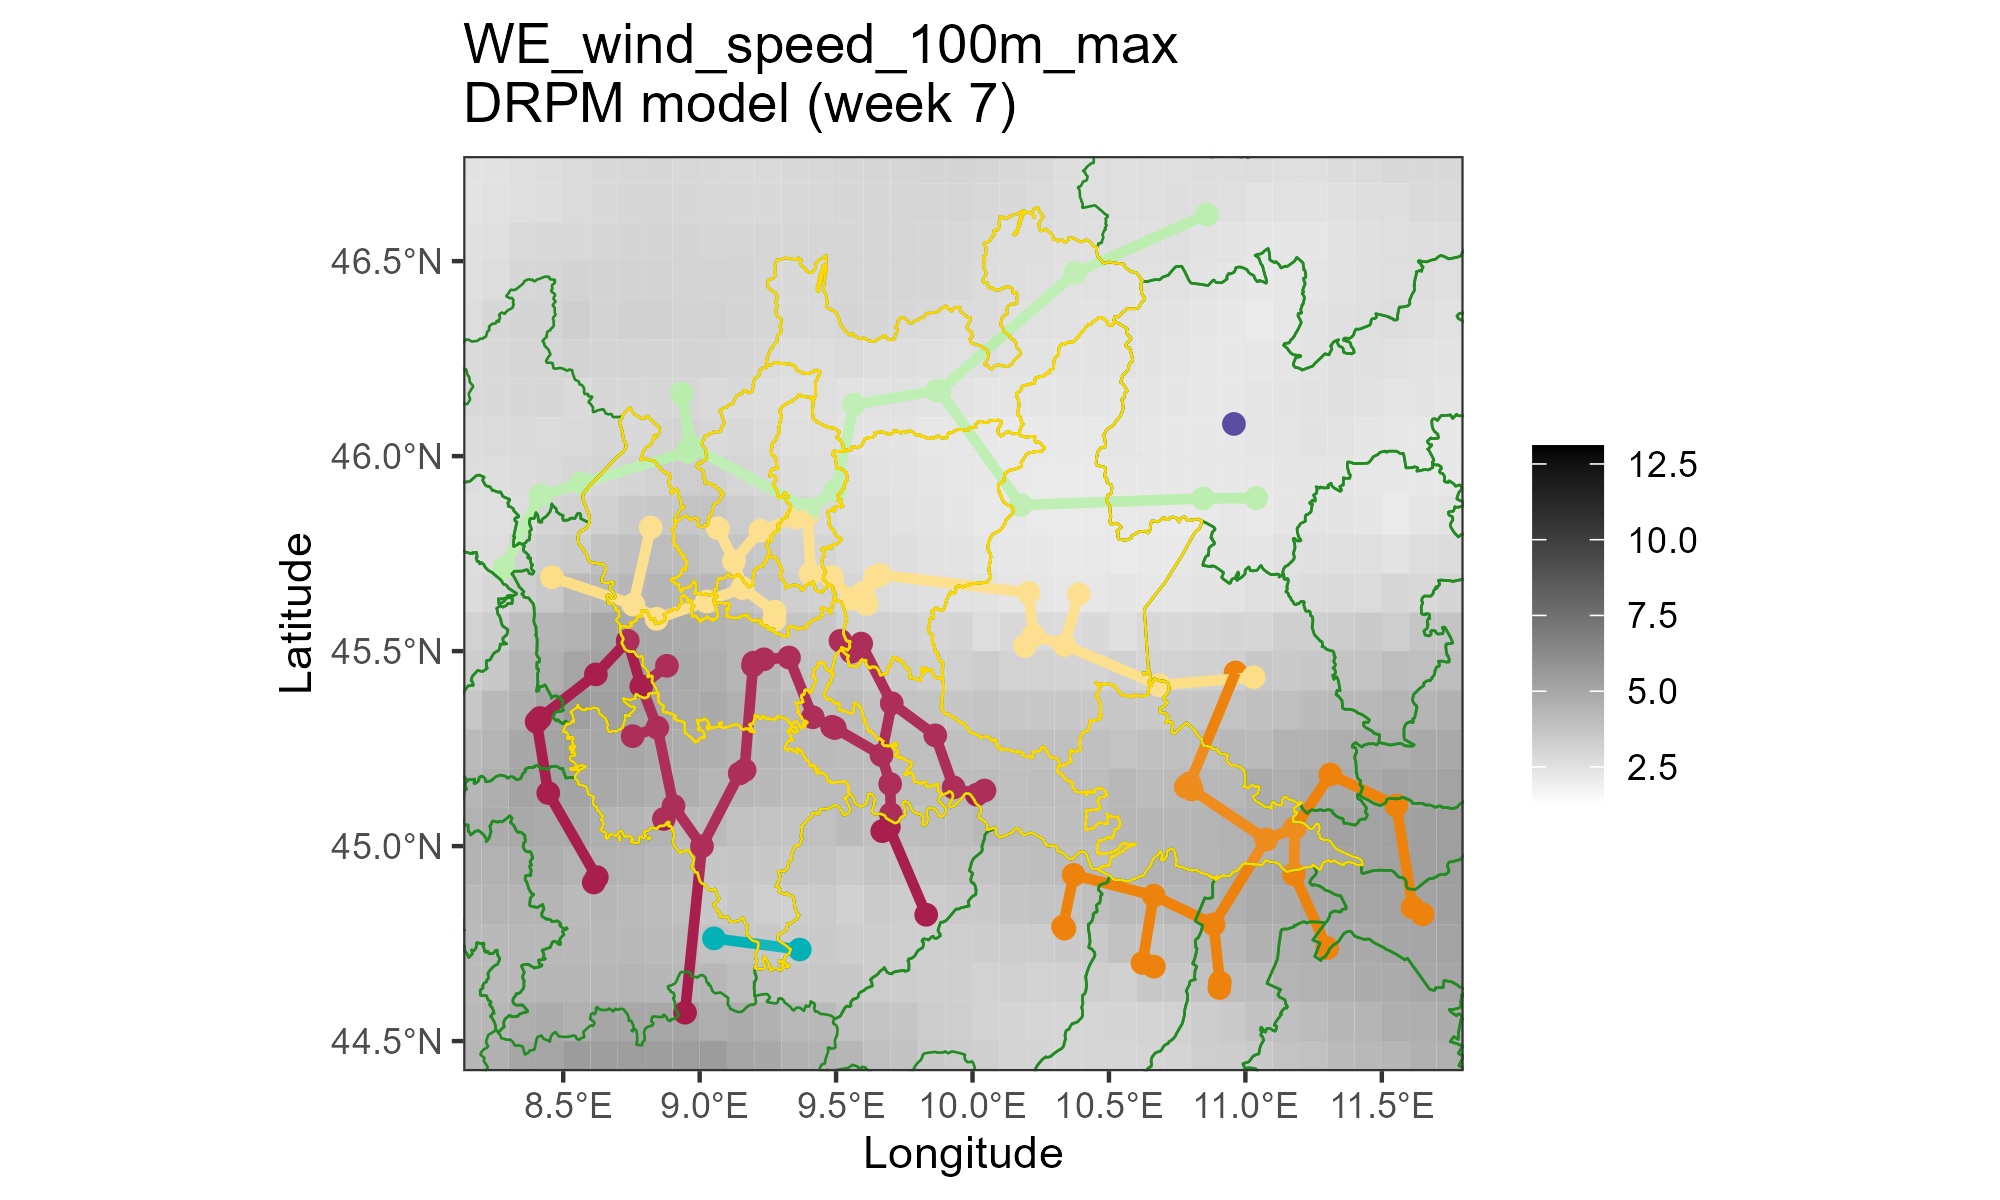 WE_wind_speed_100m_max
DRPM model (week 7)
46.5°N
46.0°N
45.5°N
45.0°N
44.5°N
Latitude
8.5°E 9.0°E 9.5°E 10.0°E 10.5°E 11.0°E 11.5°E
Longitude
12.5
10.0
7.5
5.0
2.5